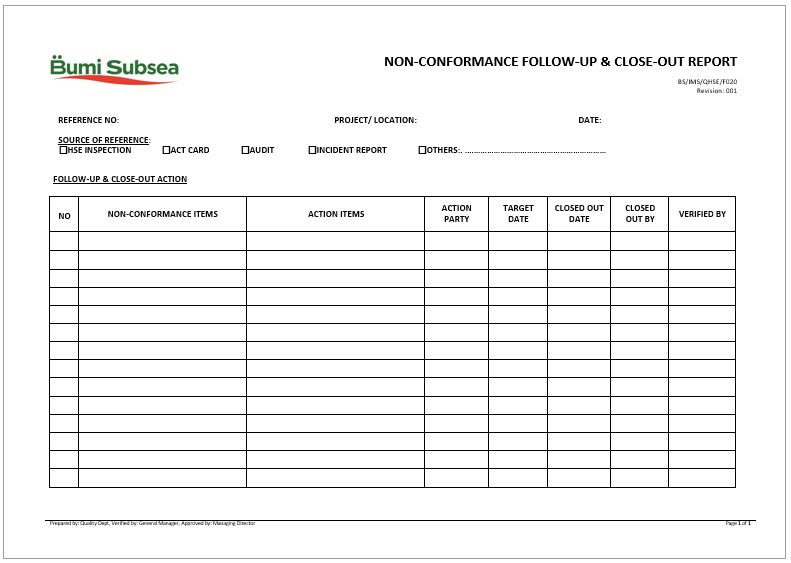 Bumi Subsea
NON-CONFORMANCE FOLLOW-UP & CLOSE-OUT REPORT
BS/IMS/QHSE/F020
Revision: 001
REFERENCE NO: PROJECT/ LOCATION: DATE:
SOURCE OF REFERENCE:
HSE INSPECTION ACT CARD AUDIT INCIDENT REPORT OTHERS:. ……………………………………………
FOLLOW-UP & CLOSE-OUT ACTION
NO NON-CONFORMANCE ITEMS ACTION ITEMS ACTION PARTY TARGET DATE CLOSED OUT DATE CLOSED OUT BY VERIFIED BY
Prepared by: Quality Dept, Verified by: General Manager, Approved by: Managing Director Page 1 of 1